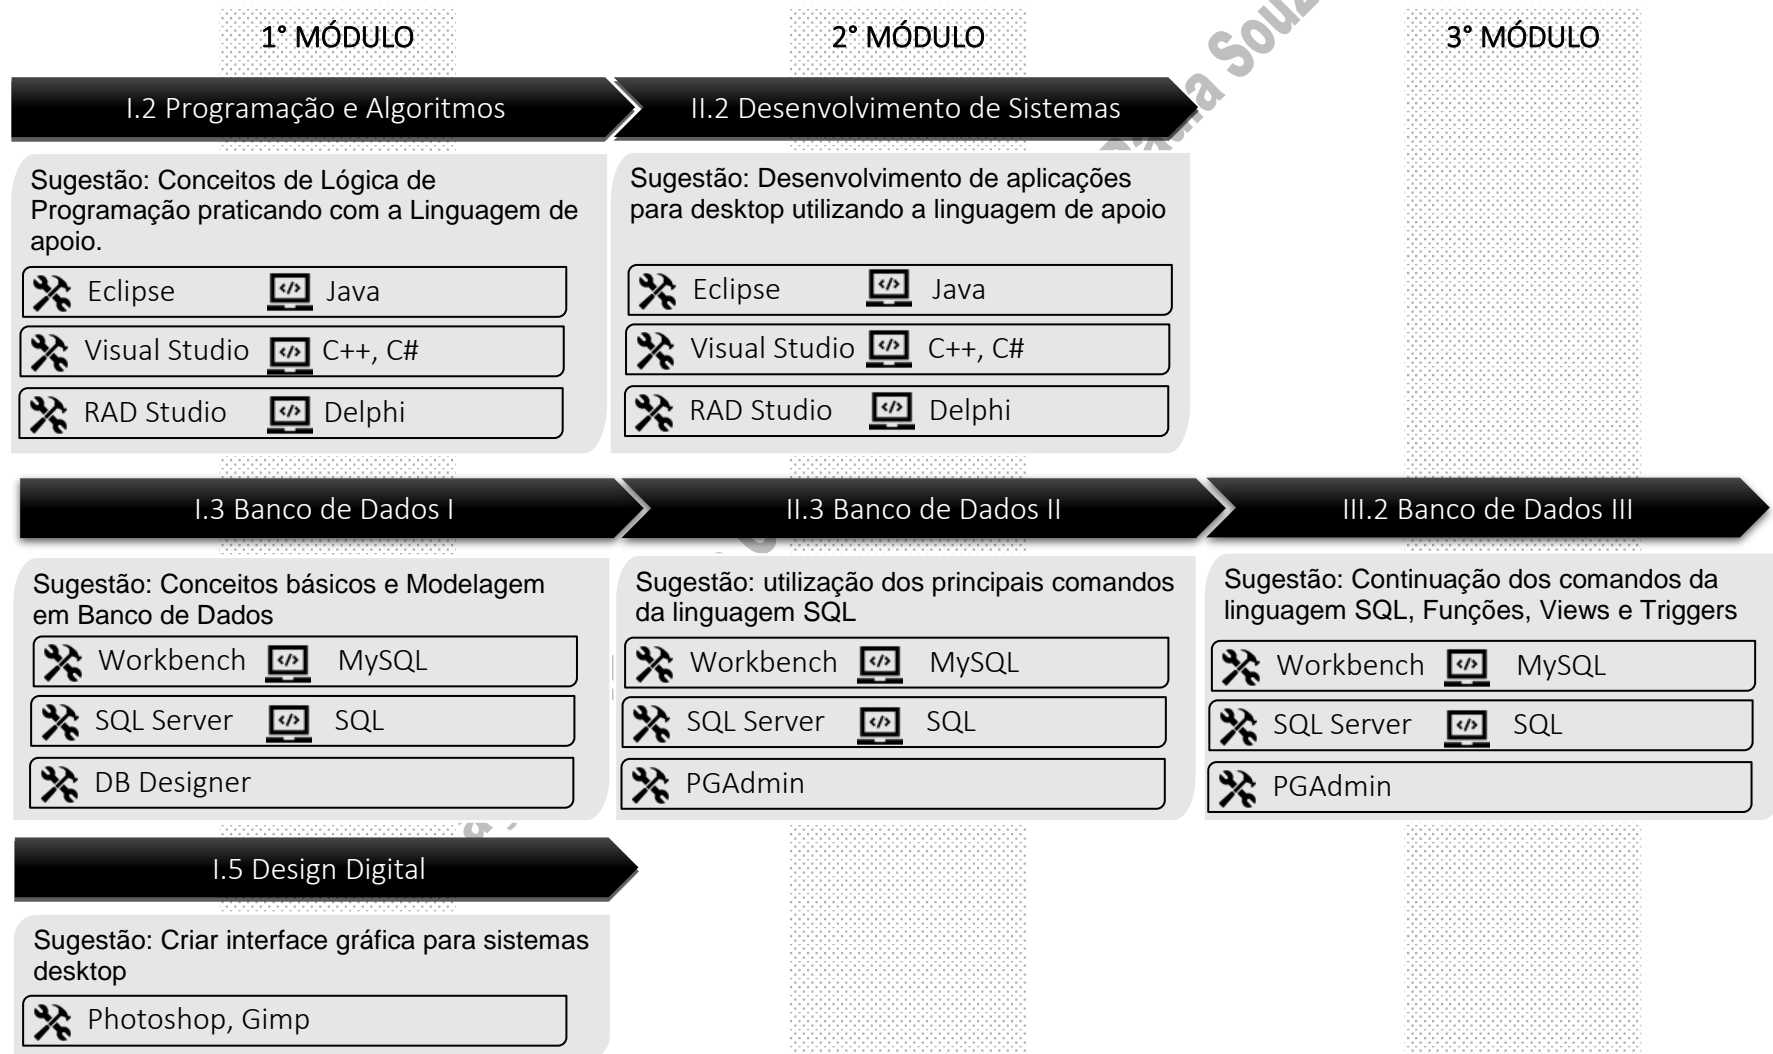 1° MÓDULO
2° MÓDULO
3° MÓDULO
I.2 Programação e Algoritmos
II.2 Desenvolvimento de Sistemas
Sugestão: Conceitos de Lógica de
Programação praticando com a Linguagem de
apoio.
Eclipse </> Java
Visual Studio </> C++, C#
RAD Studio </> Delphi
Sugestão: Desenvolvimento de aplicações
para desktop utilizando a linguagem de apoio
Eclipse </> Java
Visual Studio </> C++, C#
RAD Studio </> Delphi
I.3 Banco de Dados I
II.3 Banco de Dados II
III.2 Banco de Dados III
Sugestão: Conceitos básicos e Modelagem
em Banco de Dados
Workbench </> MySQL
SQL Server </> SQL
DB Designer
Sugestão: utilização dos principais comandos
da linguagem SQL
Workbench </> MySQL
SQL Server </> SQL
PGAdmin
Sugestão: Continuação dos comandos da
linguagem SQL, Funções, Views e Triggers
Workbench </> MySQL
SQL Server </> SQL
PGAdmin
I.5 Design Digital
Sugestão: Criar interface gráfica para sistemas
desktop
Photoshop, Gimp